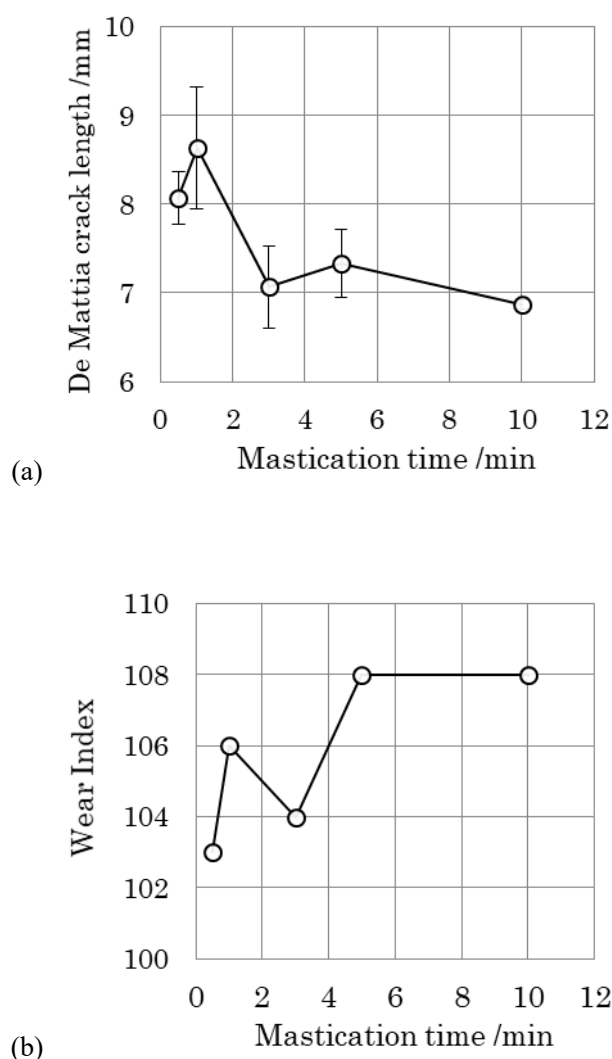 10
9
8
7
6
De Mattia crack length /mm
0 2 4 6 8 10 12
Mastication time /min
(a)
110
108
106
104
102
100
Wear Index
0 2 4 6 8 10 12
Mastication time /min
(b)